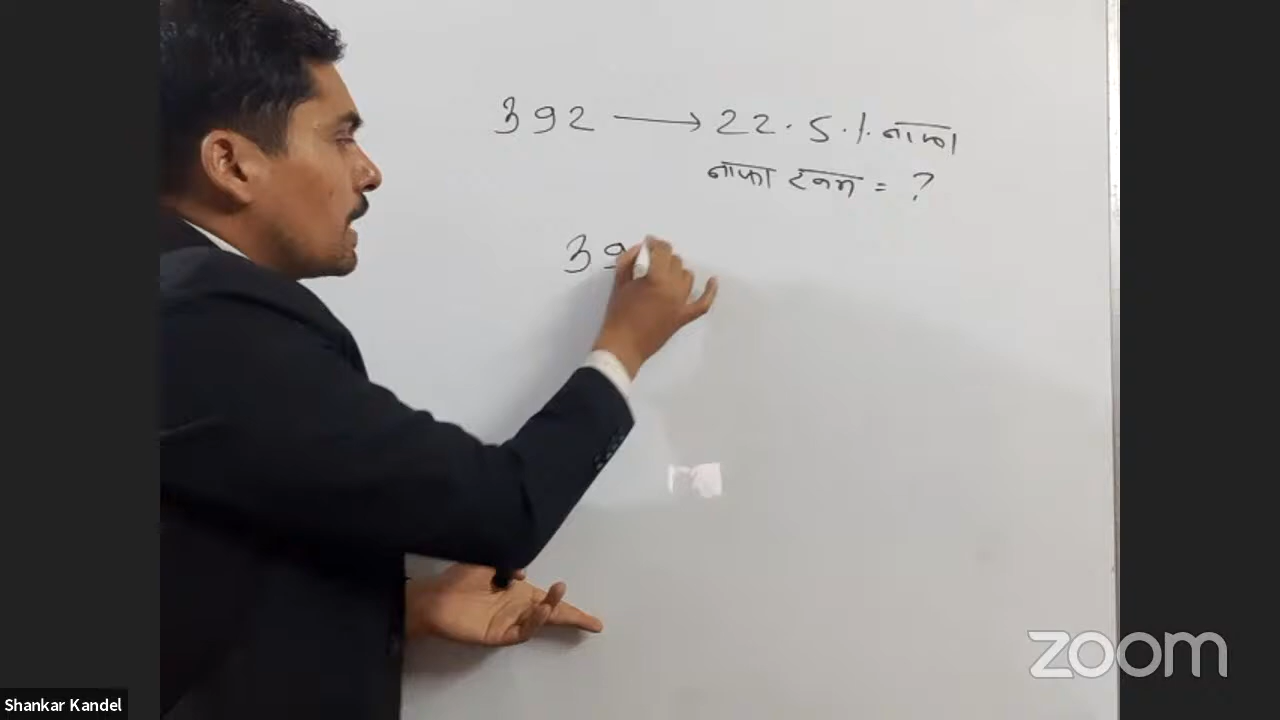 392 → 22.5% नाफा
नाफा रकम = ?
39
zoom
Shankar Kandel